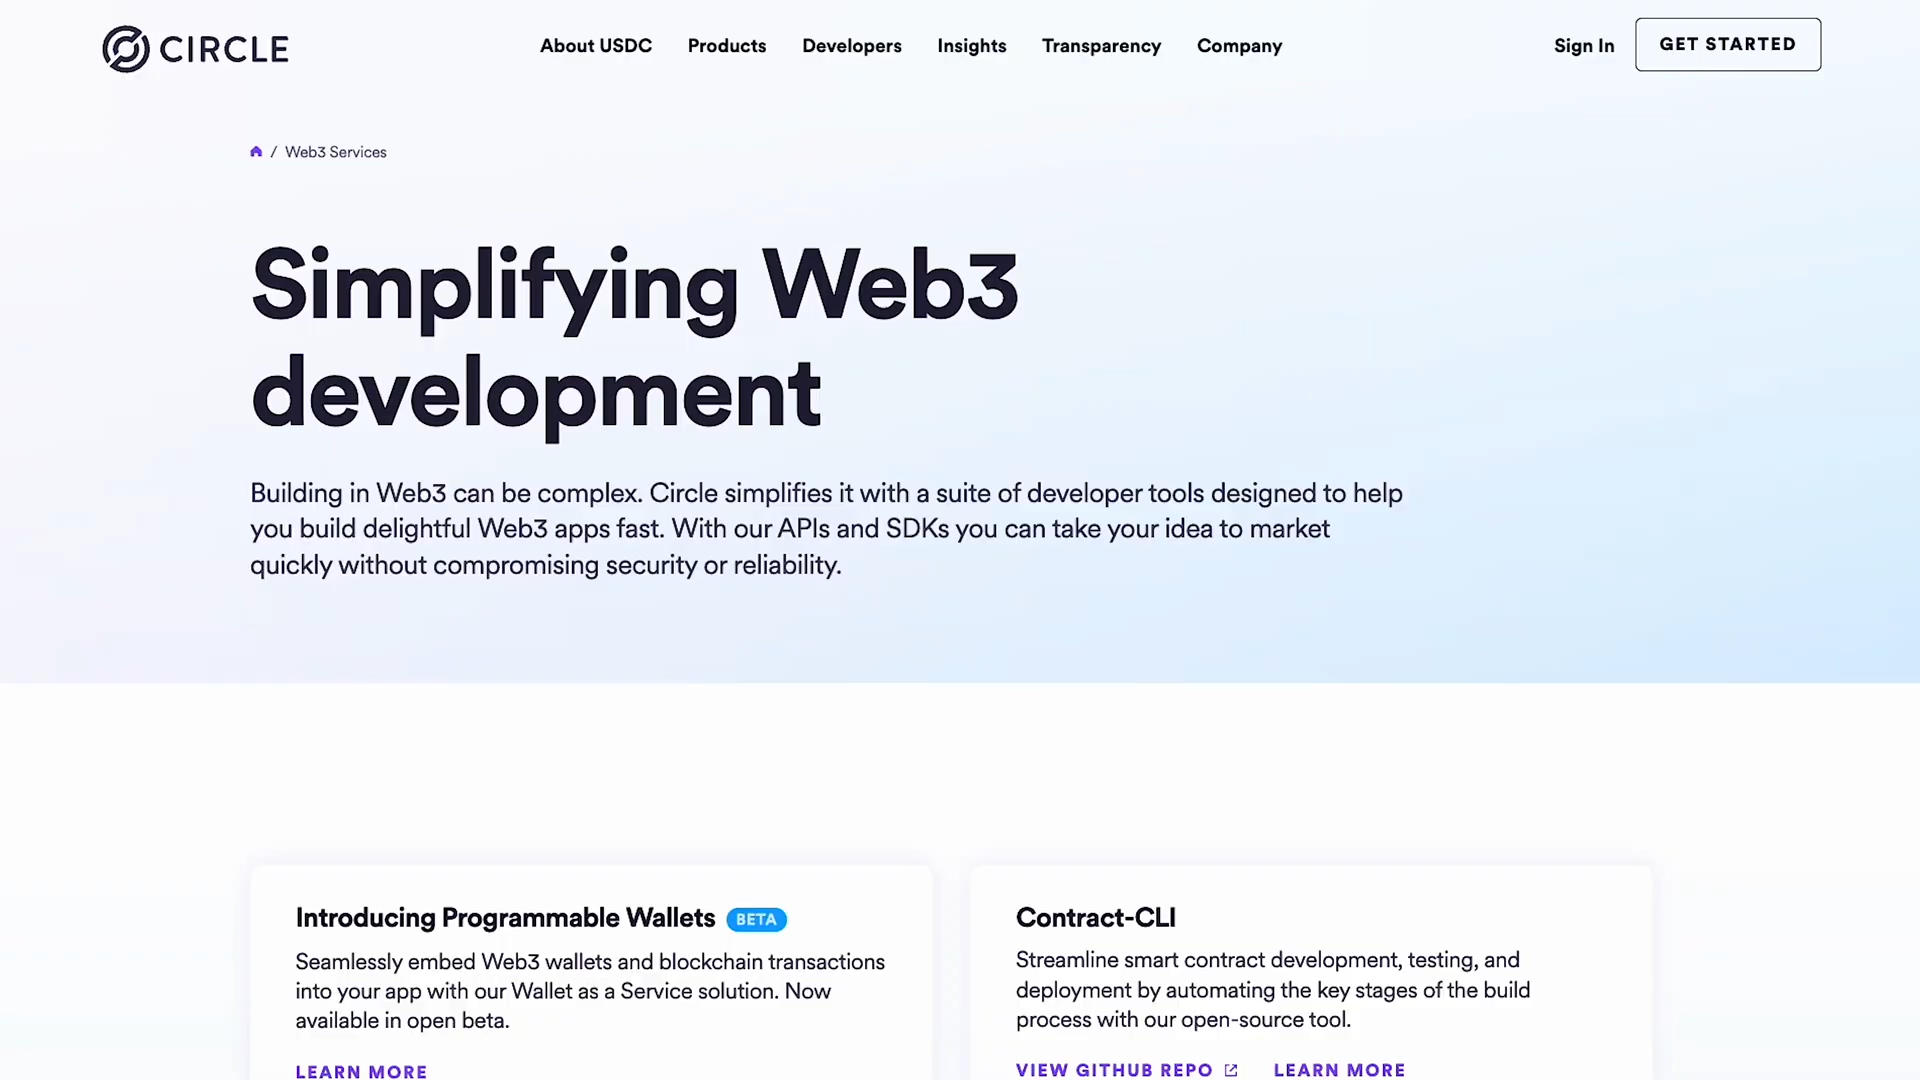 CIRCLE
About USDC
Products
Developers
Insights
Transparency
Company
Sign In
GET STARTED
/ Web3 Services
Simplifying Web3
development
Building in Web3 can be complex. Circle simplifies it with a suite of developer tools designed to help
you build delightful Web3 apps fast. With our APIs and SDKs you can take your idea to market
quickly without compromising security or reliability.
Introducing Programmable Wallets BETA
Seamlessly embed Web3 wallets and blockchain transactions
into your app with our Wallet as a Service solution. Now
available in open beta.
LEARN MORE
Contract-CLI
Streamline smart contract development, testing, and
deployment by automating the key stages of the build
process with our open-source tool.
VIEW GITHUB REPO
LEARN MORE